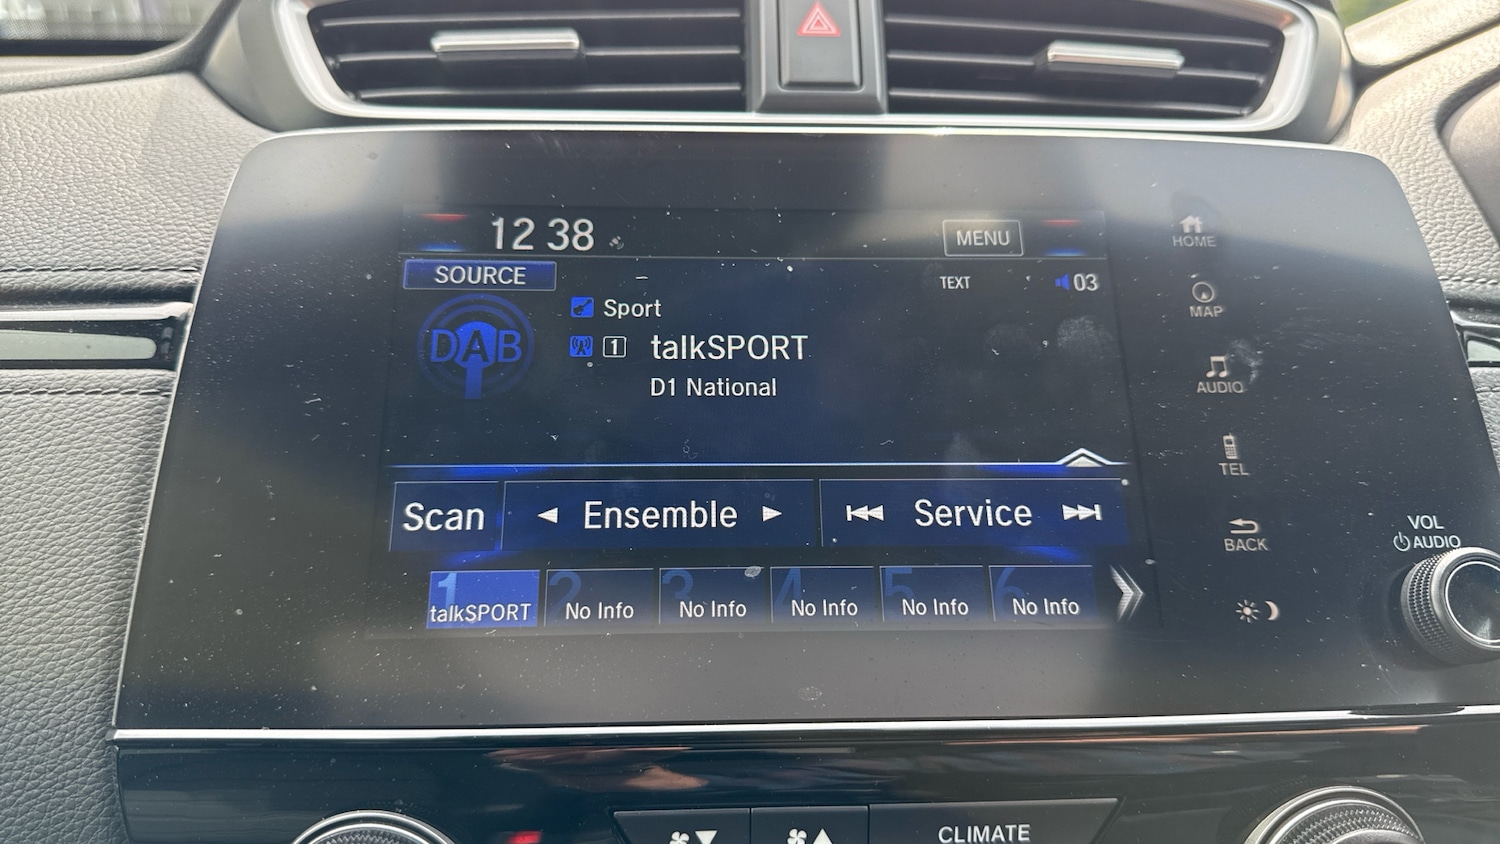 12 38
MENU
SOURCE
TEXT
03
DAB
Sport
1 talkSPORT
D1 National
Scan
Ensemble
Service
1 talkSPORT
2 No Info
3 No Info
4 No Info
5 No Info
6 No Info
HOME
MAP
AUDIO
TEL
BACK
VOL
AUDIO
CLIMATE